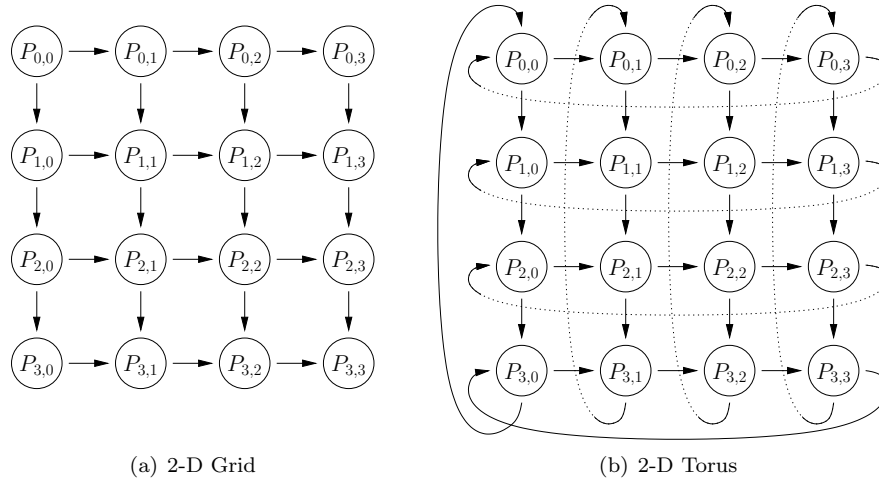 P0,0 P0,1 P0,2 P0,3
P1,0 P1,1 P1,2 P1,3
P2,0 P2,1 P2,2 P2,3
P3,0 P3,1 P3,2 P3,3
(a) 2-D Grid
P0,0 P0,1 P0,2 P0,3
P1,0 P1,1 P1,2 P1,3
P2,0 P2,1 P2,2 P2,3
P3,0 P3,1 P3,2 P3,3
(b) 2-D Torus